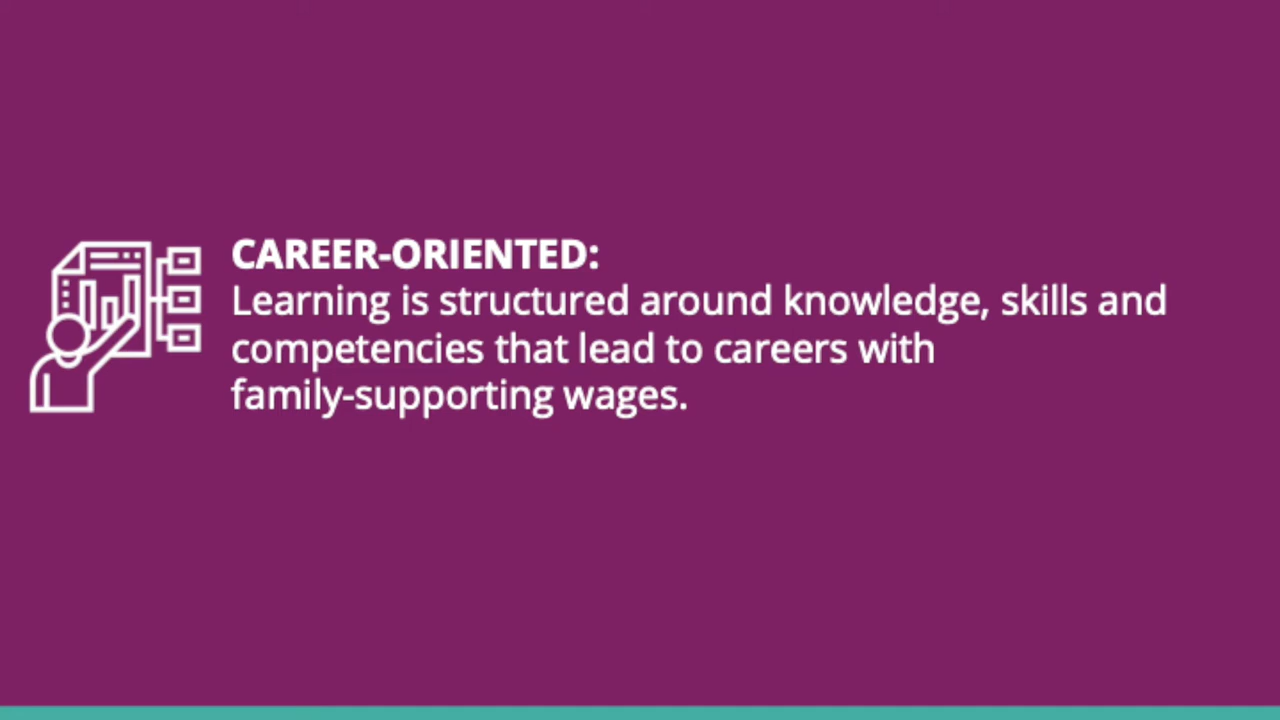 CAREER-ORIENTED:
Learning is structured around knowledge, skills and
competencies that lead to careers with
family-supporting wages.